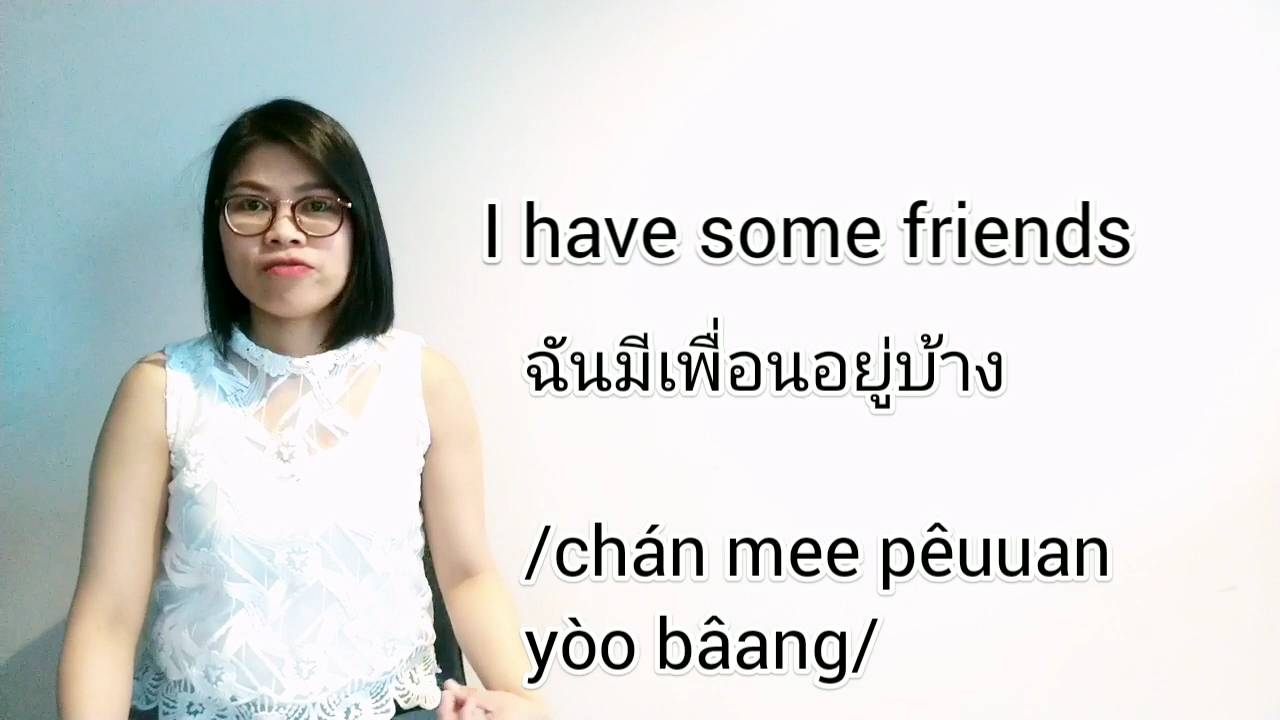 I have some friends
ฉันมีเพื่อนอยู่บ้าง
/chán mee pêuuan
yòo bâang/